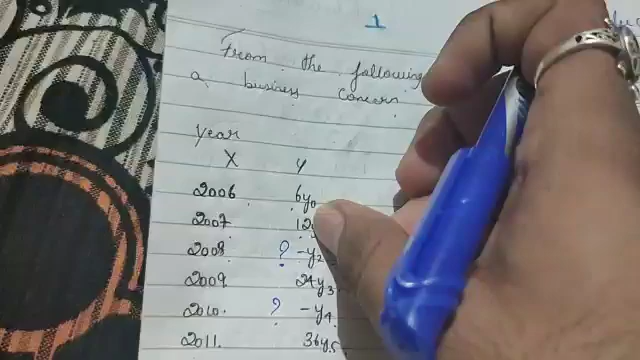 1
From the following
a business concern
year
X y
2006 6y0
2007 12
2008 ? -y2
2009 24y3
2010. ? -y4
2011. 36y5